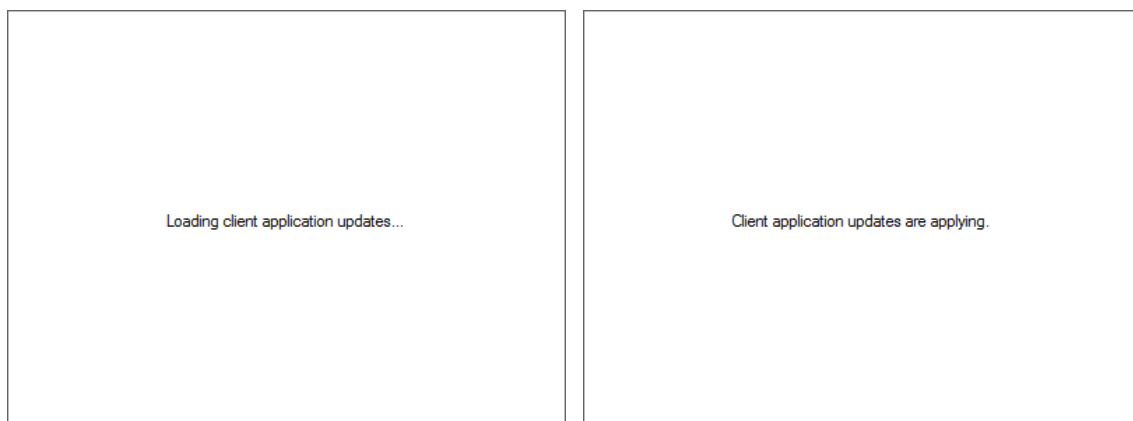 Loading client application updates...
Client application updates are applying.